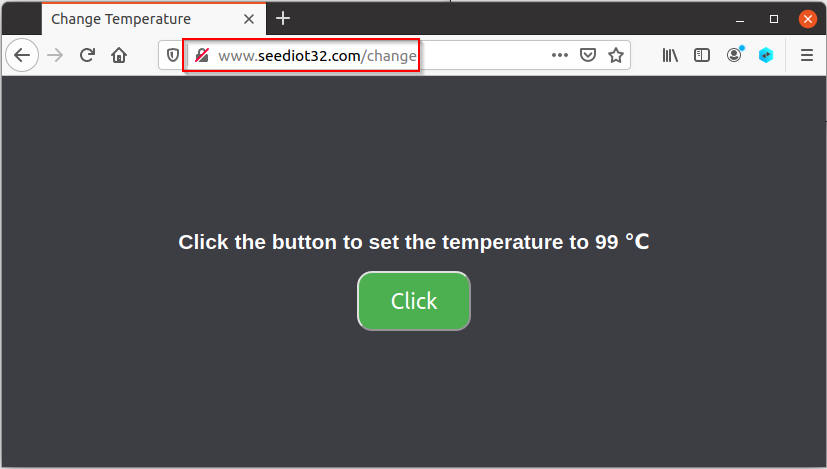 Change Temperature
www.seediot32.com/change
Click the button to set the temperature to 99 ℃
Click